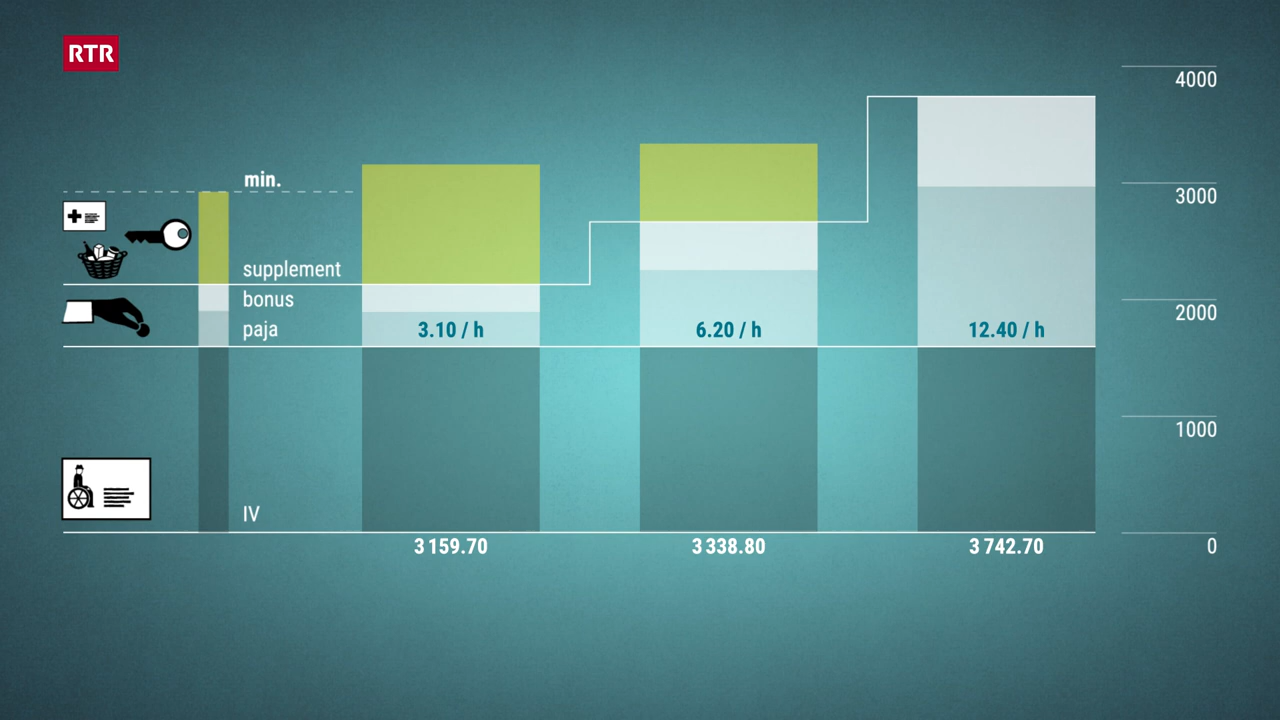 RTR
min.
supplement
bonus
paja
IV
3.10 / h
6.20 / h
12.40 / h
3 159.70
3 338.80
3 742.70
4000
3000
2000
1000
0